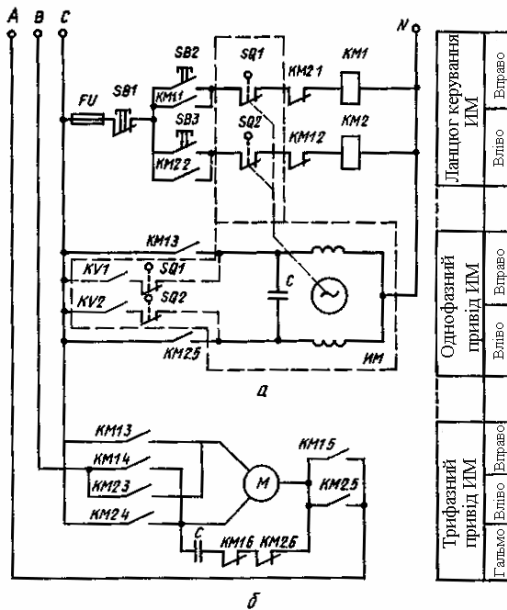 A
B
C
N
SB2
SQ1
KM21
KM1
FU
SB1
KM1.1
SB3
SQ2
KM12
KM2
KM22
KM13
KV1
SQ1
SQ2
C
KV2
KM25
ИМ
а
KM13
KM14
KM23
KM24
M
KM15
KM25
C
KM16
KM26
б
Ланцюг керування ИМ
Вправо
Вліво
Однофазний привід ИМ
Вправо
Вліво
Трифазний привід ИМ
Вправо
Вліво
Гальмо